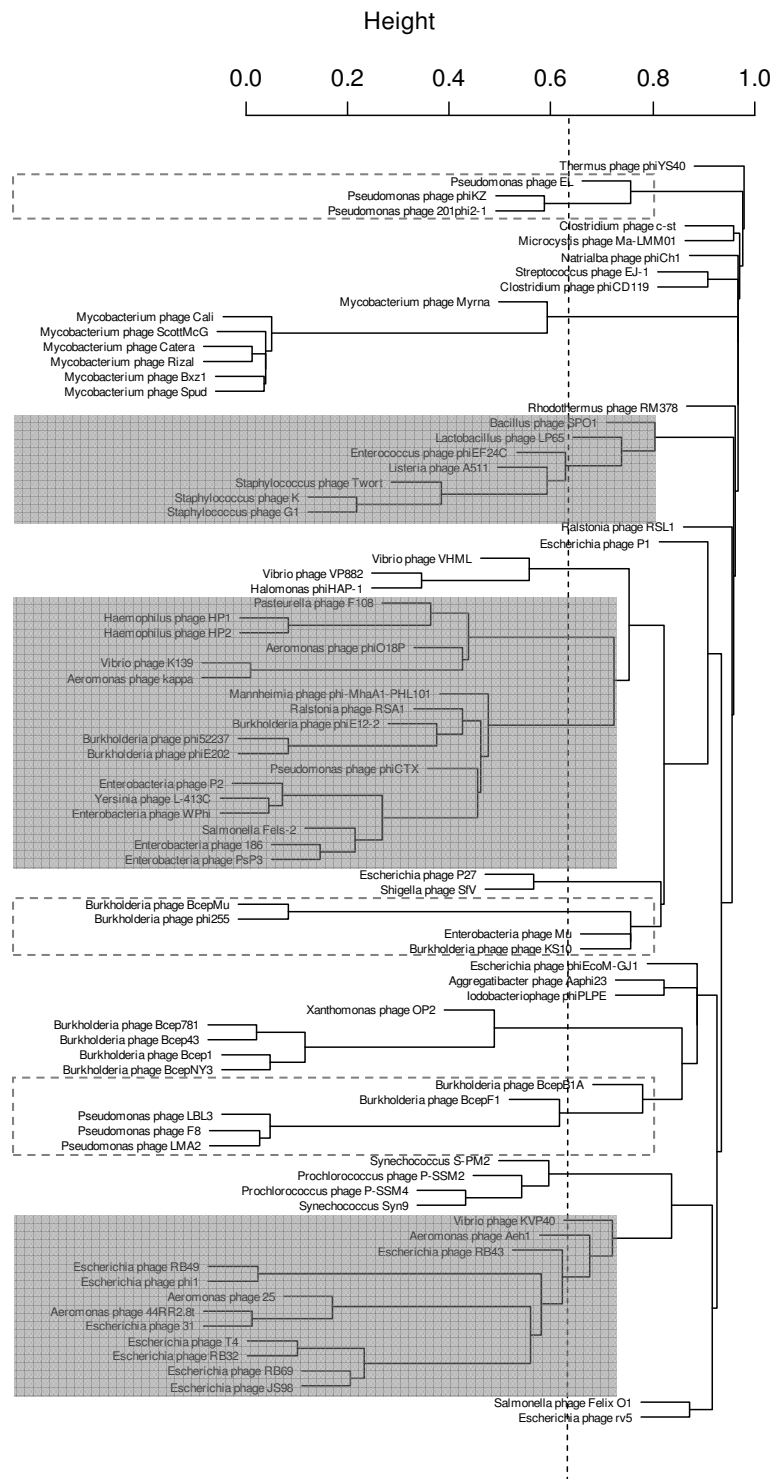 Height
0.0 0.2 0.4 0.6 0.8 1.0
Thermus phage phiYS40
Pseudomonas phage EL
Pseudomonas phage phiKZ
Pseudomonas phage 201phi2-1
Clostridium phage c-st
Microcystis phage Ma-LMM01
Natrialba phage phiCh1
Streptococcus phage EJ-1
Clostridium phage phiCD119
Mycobacterium phage Myrna
Mycobacterium phage Cali
Mycobacterium phage ScottMcG
Mycobacterium phage Catera
Mycobacterium phage Rizal
Mycobacterium phage Bxz1
Mycobacterium phage Spud
Rhodothermus phage RM378
Bacillus phage SPO1
Lactobacillus phage LP65
Enterococcus phage phiEF24C
Listeria phage A511
Staphylococcus phage Twort
Staphylococcus phage K
Staphylococcus phage G1
Ralstonia phage RSL1
Escherichia phage P1
Vibrio phage VHML
Vibrio phage VP882
Halomonas phiHAP-1
Pasteurella phage F108
Haemophilus phage HP1
Haemophilus phage HP2
Aeromonas phage phiO18P
Vibrio phage K139
Aeromonas phage kappa
Mannheimia phage phi-MhaA1-PHL101
Ralstonia phage RSA1
Burkholderia phage phiE12-2
Burkholderia phage phi52237
Burkholderia phage phiE202
Pseudomonas phage phiCTX
Enterobacteria phage P2
Yersinia phage L-413C
Enterobacteria phage WPhi
Salmonella Fels-2
Enterobacteria phage 186
Enterobacteria phage PsP3
Escherichia phage P27
Shigella phage SfV
Burkholderia phage BcepMu
Burkholderia phage phi255
Enterobacteria phage Mu
Burkholderia phage phage KS10
Escherichia phage phiEcoM-GJ1
Aggregatibacter phage Aaphi23
Iodobacteriophage phiPLPE
Xanthomonas phage OP2
Burkholderia phage Bcep781
Burkholderia phage Bcep43
Burkholderia phage Bcep1
Burkholderia phage BcepNY3
Burkholderia phage BcepB1A
Burkholderia phage BcepF1
Pseudomonas phage LBL3
Pseudomonas phage F8
Pseudomonas phage LMA2
Synechococcus S-PM2
Prochlorococcus phage P-SSM2
Prochlorococcus phage P-SSM4
Synechococcus Syn9
Vibrio phage KVP40
Aeromonas phage Aeh1
Escherichia phage RB43
Escherichia phage RB49
Escherichia phage phi1
Aeromonas phage 25
Aeromonas phage 44RR2.8t
Escherichia phage 31
Escherichia phage T4
Escherichia phage RB32
Escherichia phage RB69
Escherichia phage JS98
Salmonella phage Felix O1
Escherichia phage rv5